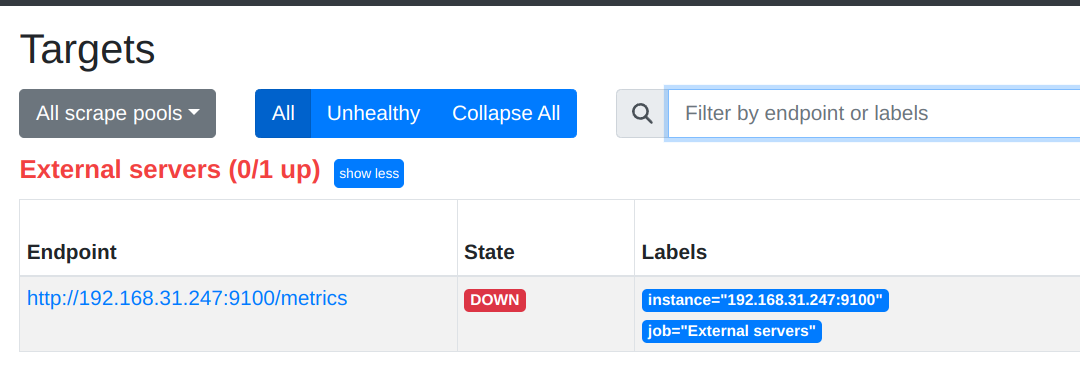 Targets
All scrape pools All Unhealthy Collapse All Filter by endpoint or labels
External servers (0/1 up) show less
Endpoint State Labels
http://192.168.31.247:9100/metrics DOWN instance="192.168.31.247:9100"
job="External servers"